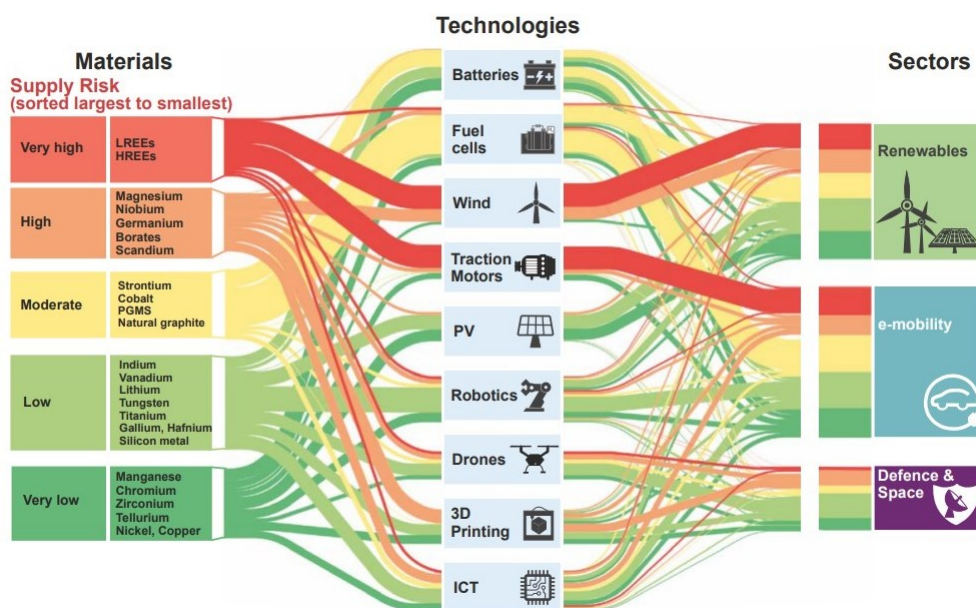 Technologies
Materials
Sectors
Supply Risk
(sorted largest to smallest)
Very high
LREEs
HREEs
High
Magnesium
Niobium
Germanium
Borates
Scandium
Moderate
Strontium
Cobalt
PGMS
Natural graphite
Low
Indium
Vanadium
Lithium
Tungsten
Titanium
Gallium, Hafnium
Silicon metal
Very low
Manganese
Chromium
Zirconium
Tellurium
Nickel, Copper
Batteries
Fuel
cells
Wind
Traction
Motors
PV
Robotics
Drones
3D
Printing
ICT
Renewables
e-mobility
Defence &
Space